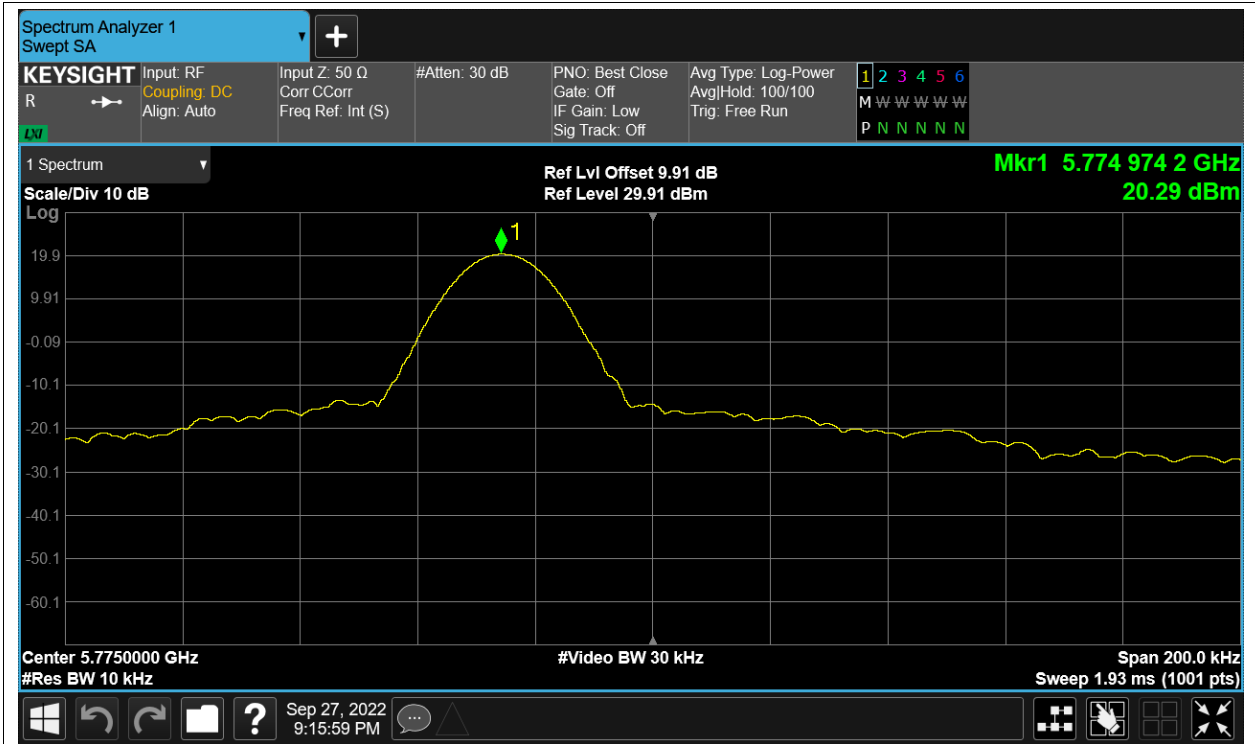 Spectrum Analyzer 1
Swept SA
KEYSIGHT
R
LXI
Input: RF
Coupling: DC
Align: Auto
Input Z: 50 Ω
Corr CCorr
Freq Ref: Int (S)
#Atten: 30 dB
PNO: Best Close
Gate: Off
IF Gain: Low
Sig Track: Off
Avg Type: Log-Power
Avg|Hold: 100/100
Trig: Free Run
1 2 3 4 5 6
M W W W W W
P N N N N N
1 Spectrum
Scale/Div 10 dB
Log
Ref Lvl Offset 9.91 dB
Ref Level 29.91 dBm
Mkr1 5.774 974 2 GHz
20.29 dBm
1
19.9
9.91
-0.09
-10.1
-20.1
-30.1
-40.1
-50.1
-60.1
Center 5.7750000 GHz
#Res BW 10 kHz
#Video BW 30 kHz
Span 200.0 kHz
Sweep 1.93 ms (1001 pts)
?
Sep 27, 2022
9:15:59 PM